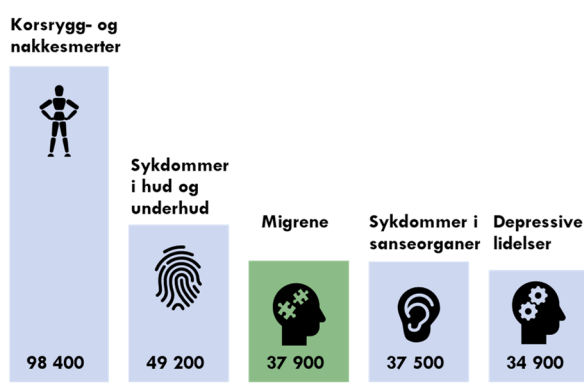 Korsrygg- og
nakkesmerter
98 400
Sykdommer
i hud og
underhud
49 200
Migrene
37 900
Sykdommer i
sanseorganer
37 500
Depressive
lidelser
34 900